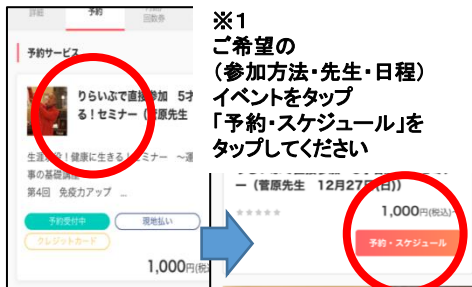 詳細 予約 回数券
予約サービス
りらいぶで直接参加 5才
る！セミナー（菅原先生
生涯現役！健康に生きる！セミナー ～運
事の基礎講座
第4回 免疫力アップ ...
予約受付中 現地払い
クレジットカード
1,000円(税
※1
ご希望の
（参加方法・先生・日程）
イベントをタップ
「予約・スケジュール」を
タップしてください
ー（菅原先生 12月27日(日)）
1,000円(税込)~
予約・スケジュール